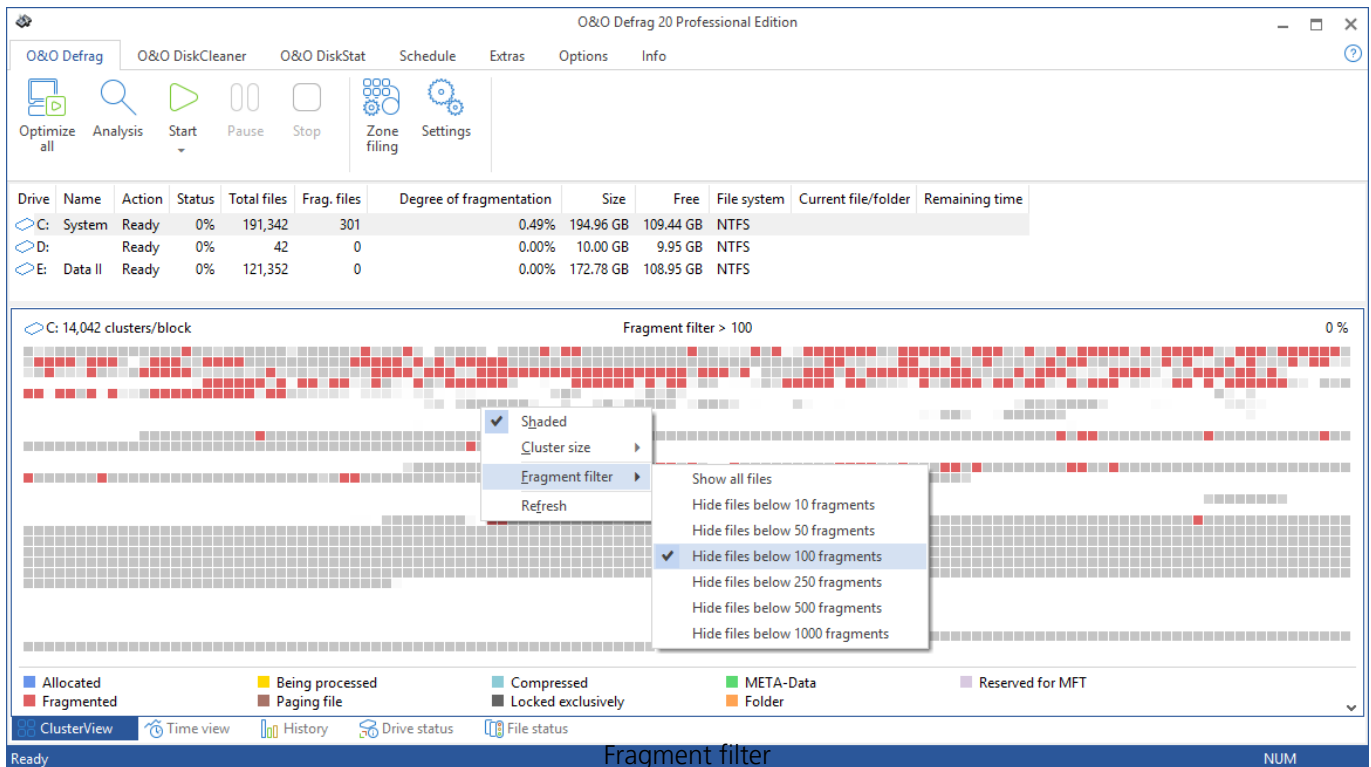 O&O Defrag 20 Professional Edition
O&O Defrag O&O DiskCleaner O&O DiskStat Schedule Extras Options Info
Optimize all Analysis Start Pause Stop Zone filing Settings
Drive Name Action Status Total files Frag. files Degree of fragmentation Size Free File system Current file/folder Remaining time
C: System Ready 0% 191,342 301 0.49% 194.96 GB 109.44 GB NTFS
D: Ready 0% 42 0 0.00% 10.00 GB 9.95 GB NTFS
E: Data II Ready 0% 121,352 0 0.00% 172.78 GB 108.95 GB NTFS
C: 14,042 clusters/block Fragment filter > 100 0 %
Shaded
Cluster size
Fragment filter
Refresh
Show all files
Hide files below 10 fragments
Hide files below 50 fragments
Hide files below 100 fragments
Hide files below 250 fragments
Hide files below 500 fragments
Hide files below 1000 fragments
Allocated Being processed Compressed META-Data Reserved for MFT
Fragmented Paging file Locked exclusively Folder
ClusterView Time view History Drive status File status
Ready NUM
Fragment filter